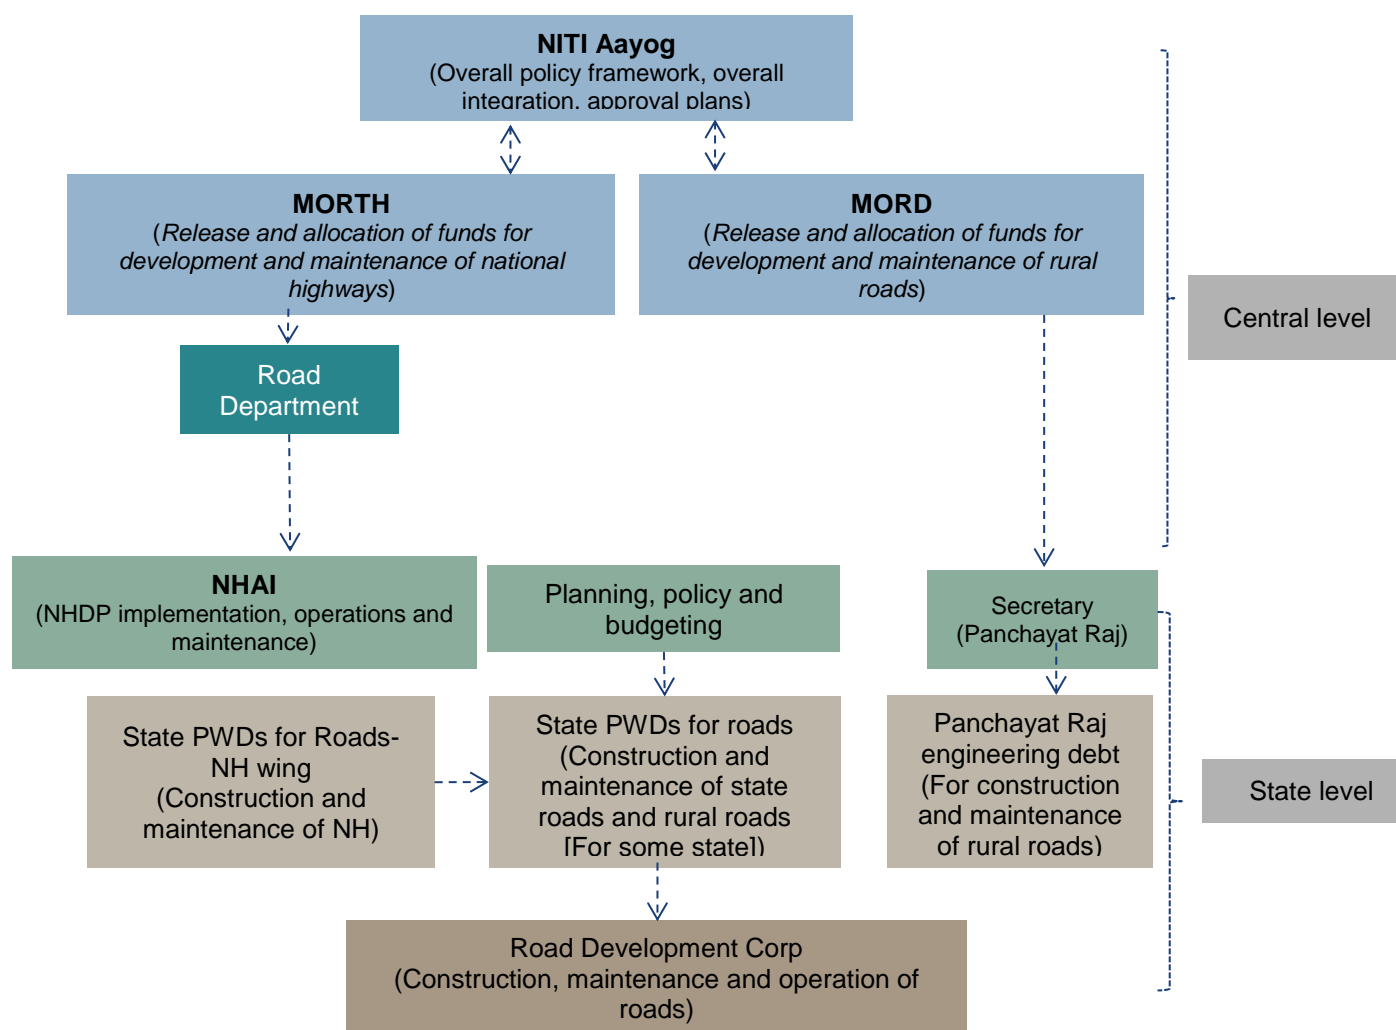 NITI Aayog
(Overall policy framework, overall
integration, approval plans)
MORTH
(Release and allocation of funds for
development and maintenance of national
highways)
MORD
(Release and allocation of funds for
development and maintenance of rural
roads)
Central level
Road
Department
NHAI
(NHDP implementation, operations and
maintenance)
Planning, policy and
budgeting
Secretary
(Panchayat Raj)
State PWDs for Roads-
NH wing
(Construction and
maintenance of NH)
State PWDs for roads
(Construction and
maintenance of state
roads and rural roads
[For some state])
Panchayat Raj
engineering debt
(For construction
and maintenance
of rural roads)
State level
Road Development Corp
(Construction, maintenance and operation of
roads)